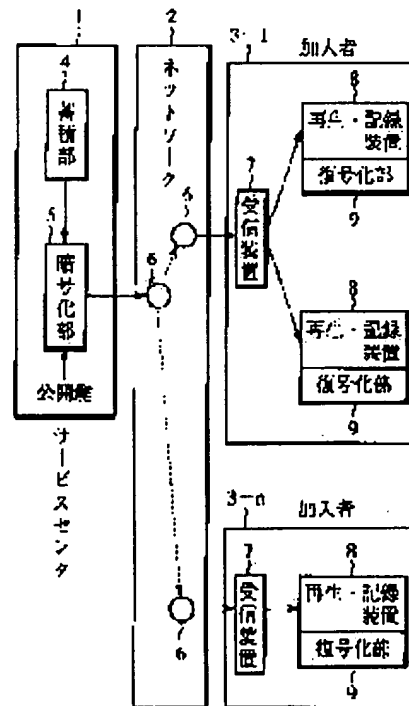 1
4
蓄積部
5
暗号化部
公開鍵
サービスセンタ
2
ネットワーク
6
6
6
3-1
加入者
7
受信装置
8
再生・記録
装置
復号化部
9
8
再生・記録
装置
復号化部
9
3-n
加入者
7
受信装置
8
再生・記録
装置
復号化部
9